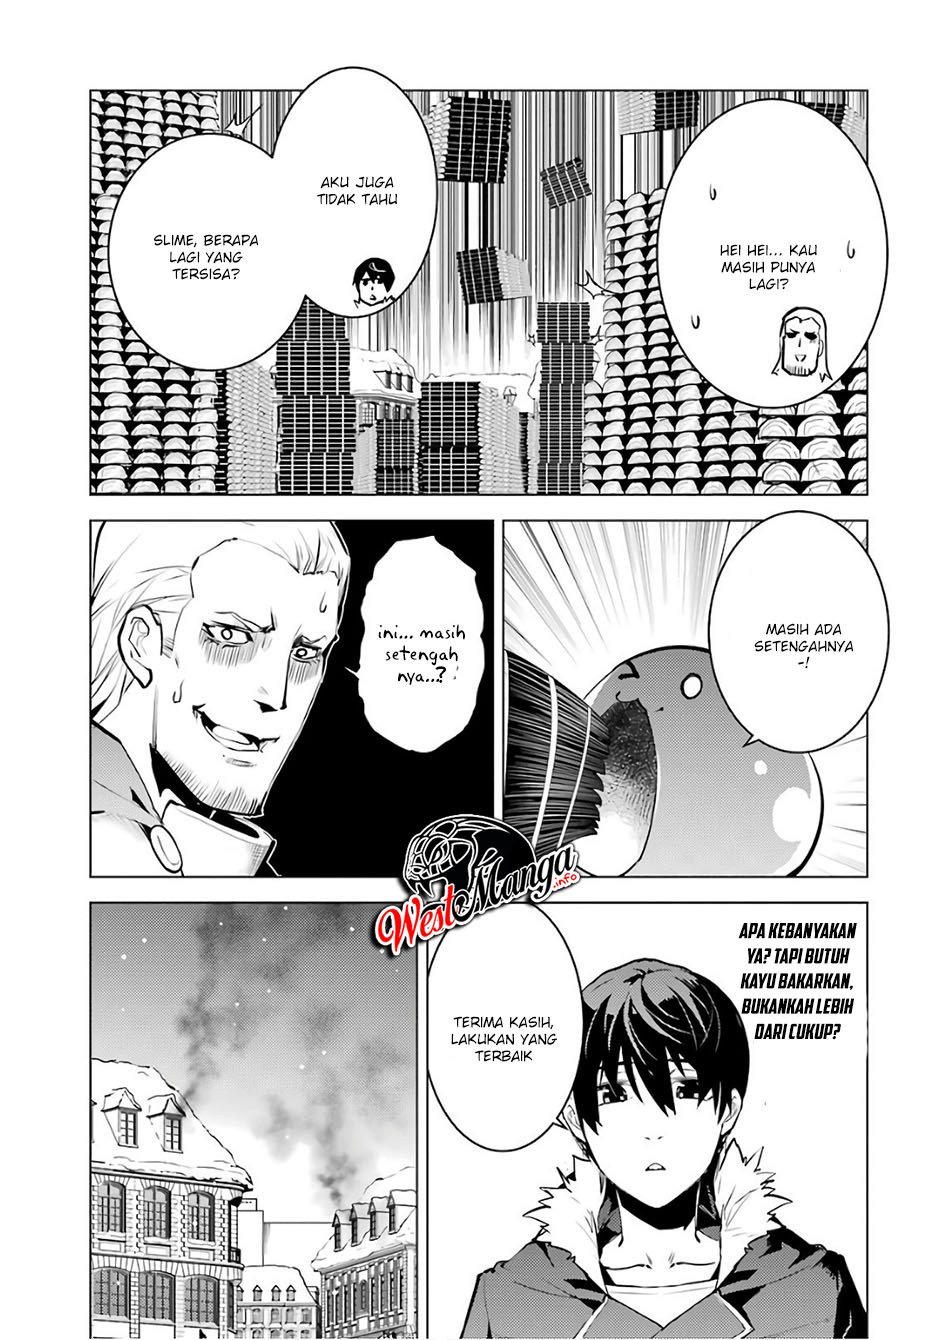 HEI HEI... KAU
MASIH PUNYA
LAGI?
AKU JUGA
TIDAK TAHU
SLIME, BERAPA
LAGI YANG
TERSISA?
MASIH ADA
SETENGAHNYA
-!
ini... masih
setengah
nya...?
WestManga
.info
APA KEBANYAKAN
YA? TAPI BUTUH
KAYU BAKARKAN,
BUKANKAH LEBIH
DARI CUKUP?
TERIMA KASIH,
LAKUKAN YANG
TERBAIK